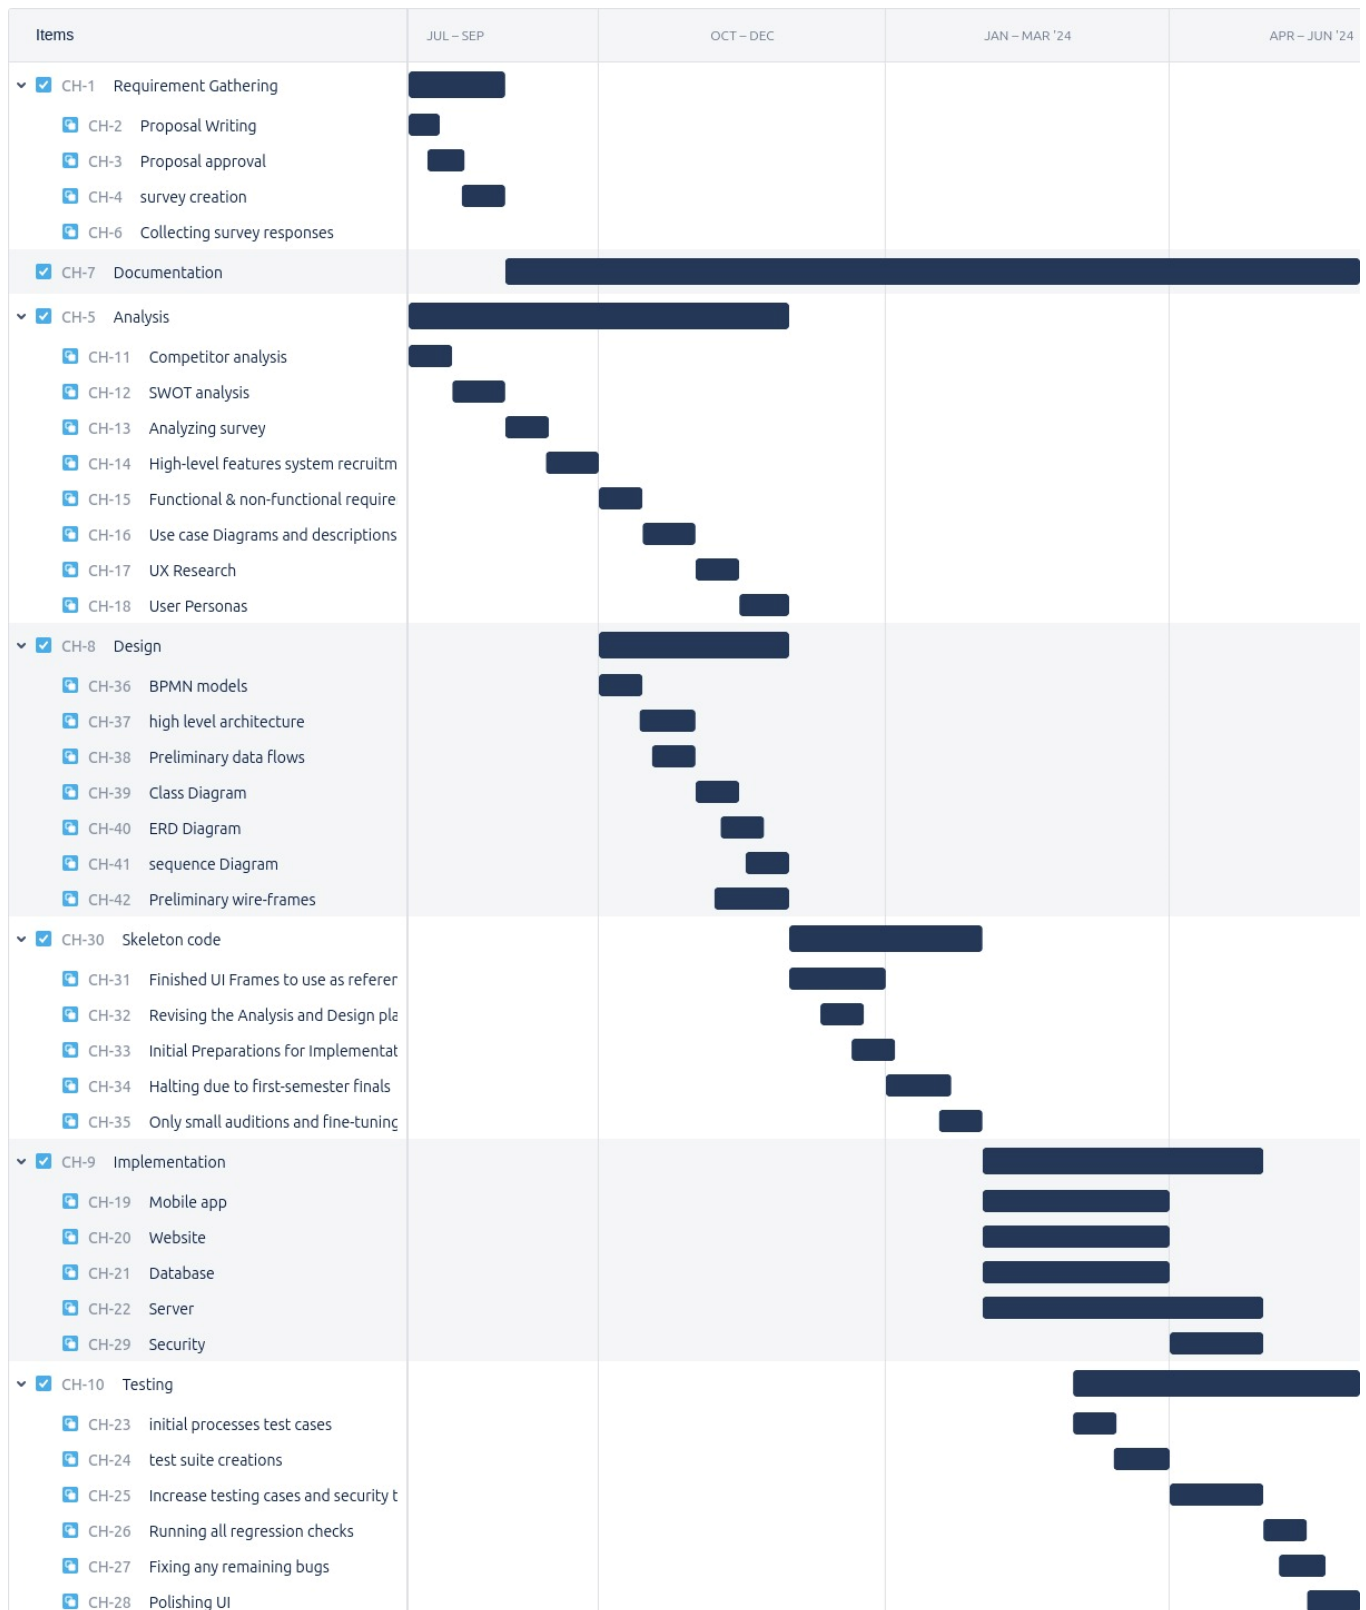 Items JUL – SEP OCT – DEC JAN – MAR '24 APR – JUN '24
CH-1 Requirement Gathering
CH-2 Proposal Writing
CH-3 Proposal approval
CH-4 survey creation
CH-6 Collecting survey responses
CH-7 Documentation
CH-5 Analysis
CH-11 Competitor analysis
CH-12 SWOT analysis
CH-13 Analyzing survey
CH-14 High-level features system recruitm
CH-15 Functional & non-functional require
CH-16 Use case Diagrams and descriptions
CH-17 UX Research
CH-18 User Personas
CH-8 Design
CH-36 BPMN models
CH-37 high level architecture
CH-38 Preliminary data flows
CH-39 Class Diagram
CH-40 ERD Diagram
CH-41 sequence Diagram
CH-42 Preliminary wire-frames
CH-30 Skeleton code
CH-31 Finished UI Frames to use as referen
CH-32 Revising the Analysis and Design pla
CH-33 Initial Preparations for Implementat
CH-34 Halting due to first-semester finals
CH-35 Only small auditions and fine-tuning
CH-9 Implementation
CH-19 Mobile app
CH-20 Website
CH-21 Database
CH-22 Server
CH-29 Security
CH-10 Testing
CH-23 initial processes test cases
CH-24 test suite creations
CH-25 Increase testing cases and security t
CH-26 Running all regression checks
CH-27 Fixing any remaining bugs
CH-28 Polishing UI